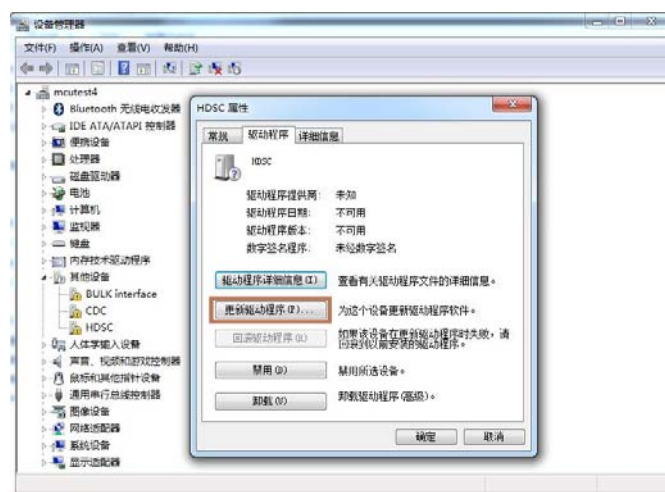 设备管理器
文件(F) 操作(A) 查看(V) 帮助(H)
mcutest4
Bluetooth 无线电收发器
IDE ATA/ATAPI 控制器
便携设备
处理器
磁盘驱动器
电池
计算机
监视器
键盘
内存技术驱动程序
其他设备
BULK interface
CDC
HDSC
人体学输入设备
声音、视频和游戏控制器
鼠标和其他指针设备
通用串行总线控制器
图像设备
网络适配器
系统设备
显示适配器
HDSC 属性
常规 驱动程序 详细信息
HDSC
驱动程序提供商: 未知
驱动程序日期: 不可用
驱动程序版本: 不可用
数字签名程序: 未经数字签名
驱动程序详细信息(I) 查看有关驱动程序文件的详细信息。
更新驱动程序(P)... 为这个设备更新驱动程序软件。
回滚驱动程序(R) 如果该设备在更新驱动程序时失败，请
回滚到以前安装的驱动程序。
禁用(D) 禁用所选设备。
卸载(U) 卸载驱动程序(高级)。
确定 取消